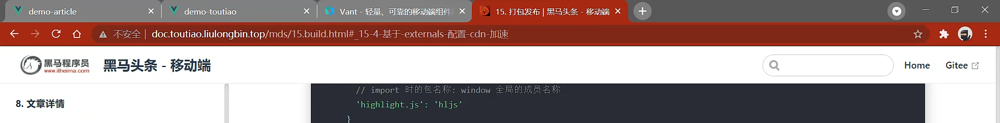 demo-article
demo-toutiao
Vant - 轻量、可靠的移动端组件
15. 打包发布 | 黑马头条 - 移动端
不安全 | doc.toutiao.liulongbin.top/mds/15.build.html#_15-4-基于-externals-配置-cdn-加速
黑马程序员
www.itheima.com
黑马头条 - 移动端
Home
Gitee
8. 文章详情
// import 时的包名称: window 全局的成员名称
'highlight.js': 'hljs'
}